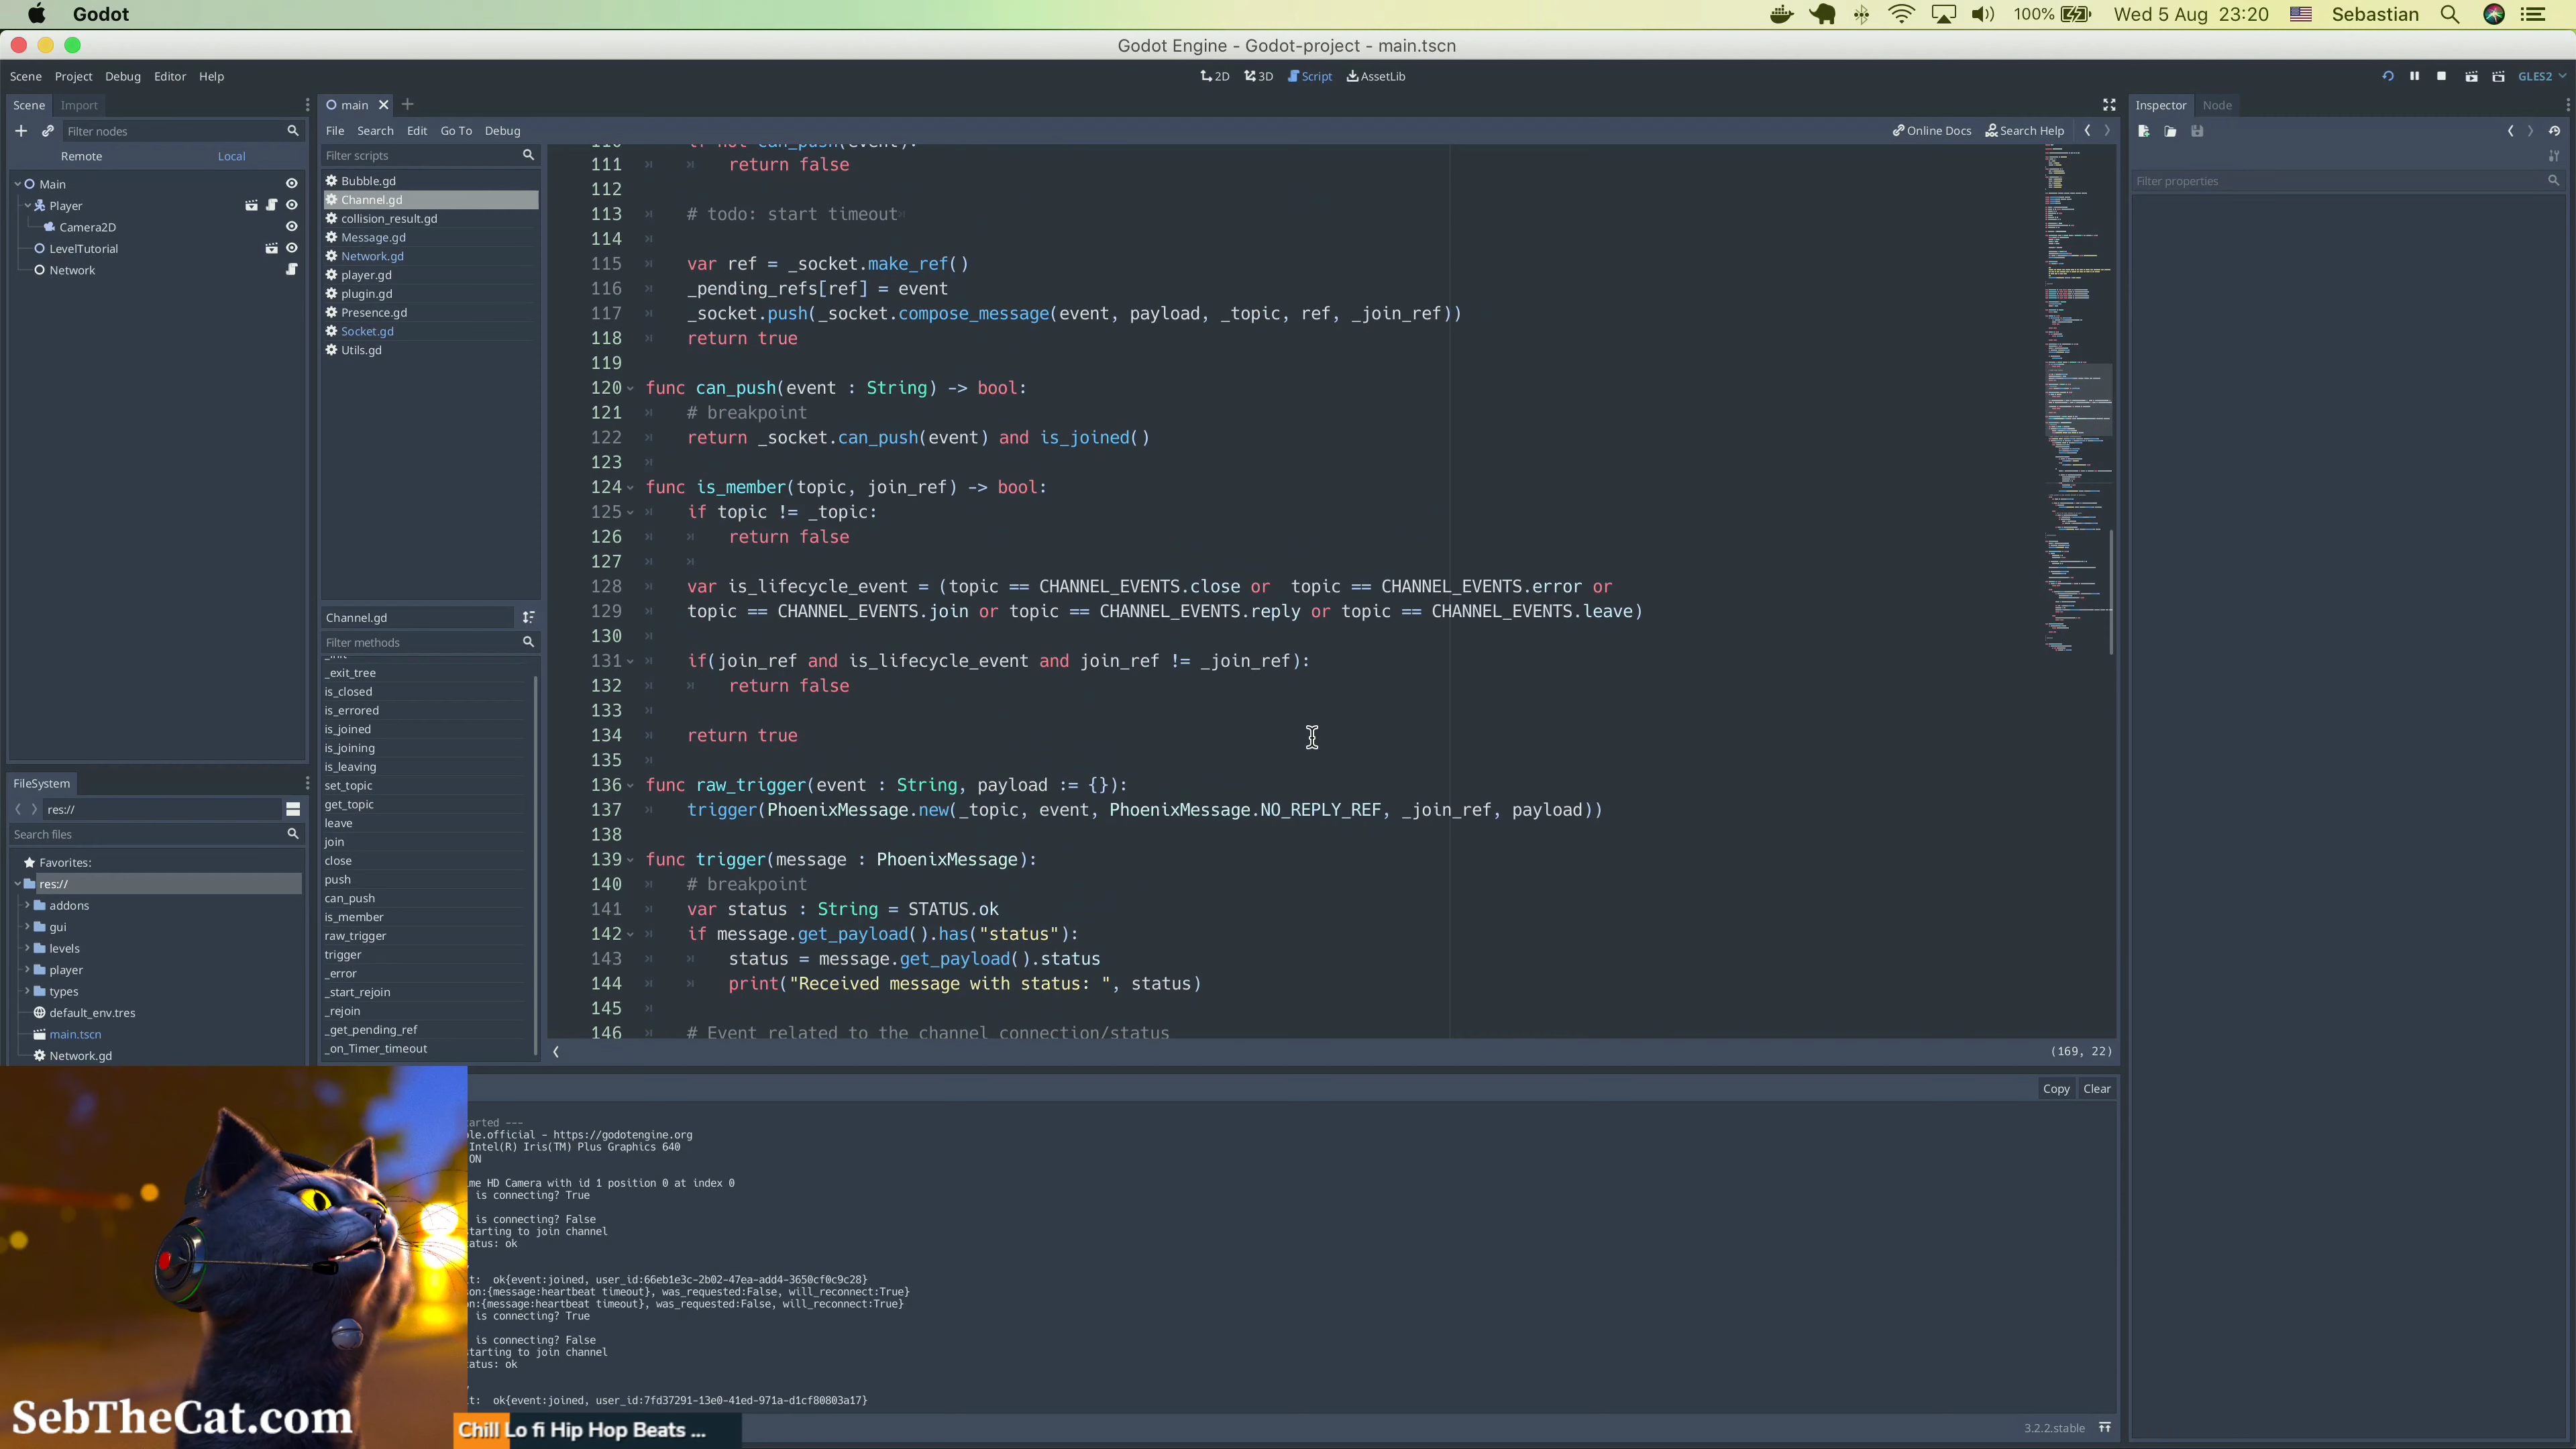 Godot
100%
Wed 5 Aug 23:20
Sebastian
Godot Engine - Godot-project - main.tscn
Scene Project Debug Editor Help
2D 3D Script AssetLib
GLES2
Scene Import
Filter nodes
Remote Local
Main
Player
Camera2D
LevelTutorial
Network
main
File Search Edit Go To Debug
Online Docs Search Help
Filter scripts
Bubble.gd
Channel.gd
collision_result.gd
Message.gd
Network.gd
player.gd
plugin.gd
Presence.gd
Socket.gd
Utils.gd
Channel.gd
Filter methods
_exit_tree
is_closed
is_errored
is_joined
is_joining
is_leaving
set_topic
get_topic
leave
join
close
push
can_push
is_member
raw_trigger
trigger
_error
_start_rejoin
_rejoin
_get_pending_ref
_on_Timer_timeout
110 if not can_push(event):
111 return false
112
113 # todo: start timeout
114
115 var ref = _socket.make_ref()
116 _pending_refs[ref] = event
117 _socket.push(_socket.compose_message(event, payload, _topic, ref, _join_ref))
118 return true
119
120 func can_push(event : String) -> bool:
121 # breakpoint
122 return _socket.can_push(event) and is_joined()
123
124 func is_member(topic, join_ref) -> bool:
125 if topic != _topic:
126 return false
127
128 var is_lifecycle_event = (topic == CHANNEL_EVENTS.close or  topic == CHANNEL_EVENTS.error or
129 topic == CHANNEL_EVENTS.join or topic == CHANNEL_EVENTS.reply or topic == CHANNEL_EVENTS.leave)
130
131 if(join_ref and is_lifecycle_event and join_ref != _join_ref):
132 return false
133
134 return true
135
136 func raw_trigger(event : String, payload := {}):
137 trigger(PhoenixMessage.new(_topic, event, PhoenixMessage.NO_REPLY_REF, _join_ref, payload))
138
139 func trigger(message : PhoenixMessage):
140 # breakpoint
141 var status : String = STATUS.ok
142 if message.get_payload().has("status"):
143 status = message.get_payload().status
144 print("Received message with status: ", status)
145
146 # Event related to the channel connection/status
(169, 22)
Inspector Node
Filter properties
FileSystem
res://
Search files
Favorites:
res://
addons
gui
levels
player
types
default_env.tres
main.tscn
Network.gd
Copy Clear
arted ---
le.official - https://godotengine.org
Intel(R) Iris(TM) Plus Graphics 640
ON
me HD Camera with id 1 position 0 at index 0
is connecting? True
is connecting? False
tarting to join channel
atus: ok
t:  ok{event:joined, user_id:66eb1e3c-2b02-47ea-add4-3650cf0c9c28}
on:{message:heartbeat timeout}, was_requested:False, will_reconnect:True}
n:{message:heartbeat timeout}, was_requested:False, will_reconnect:True}
is connecting? True
is connecting? False
tarting to join channel
atus: ok
t:  ok{event:joined, user_id:7fd37291-13e0-41ed-971a-d1cf80803a17}
3.2.2.stable
SebTheCat.com
Chill Lo fi Hip Hop Beats ...